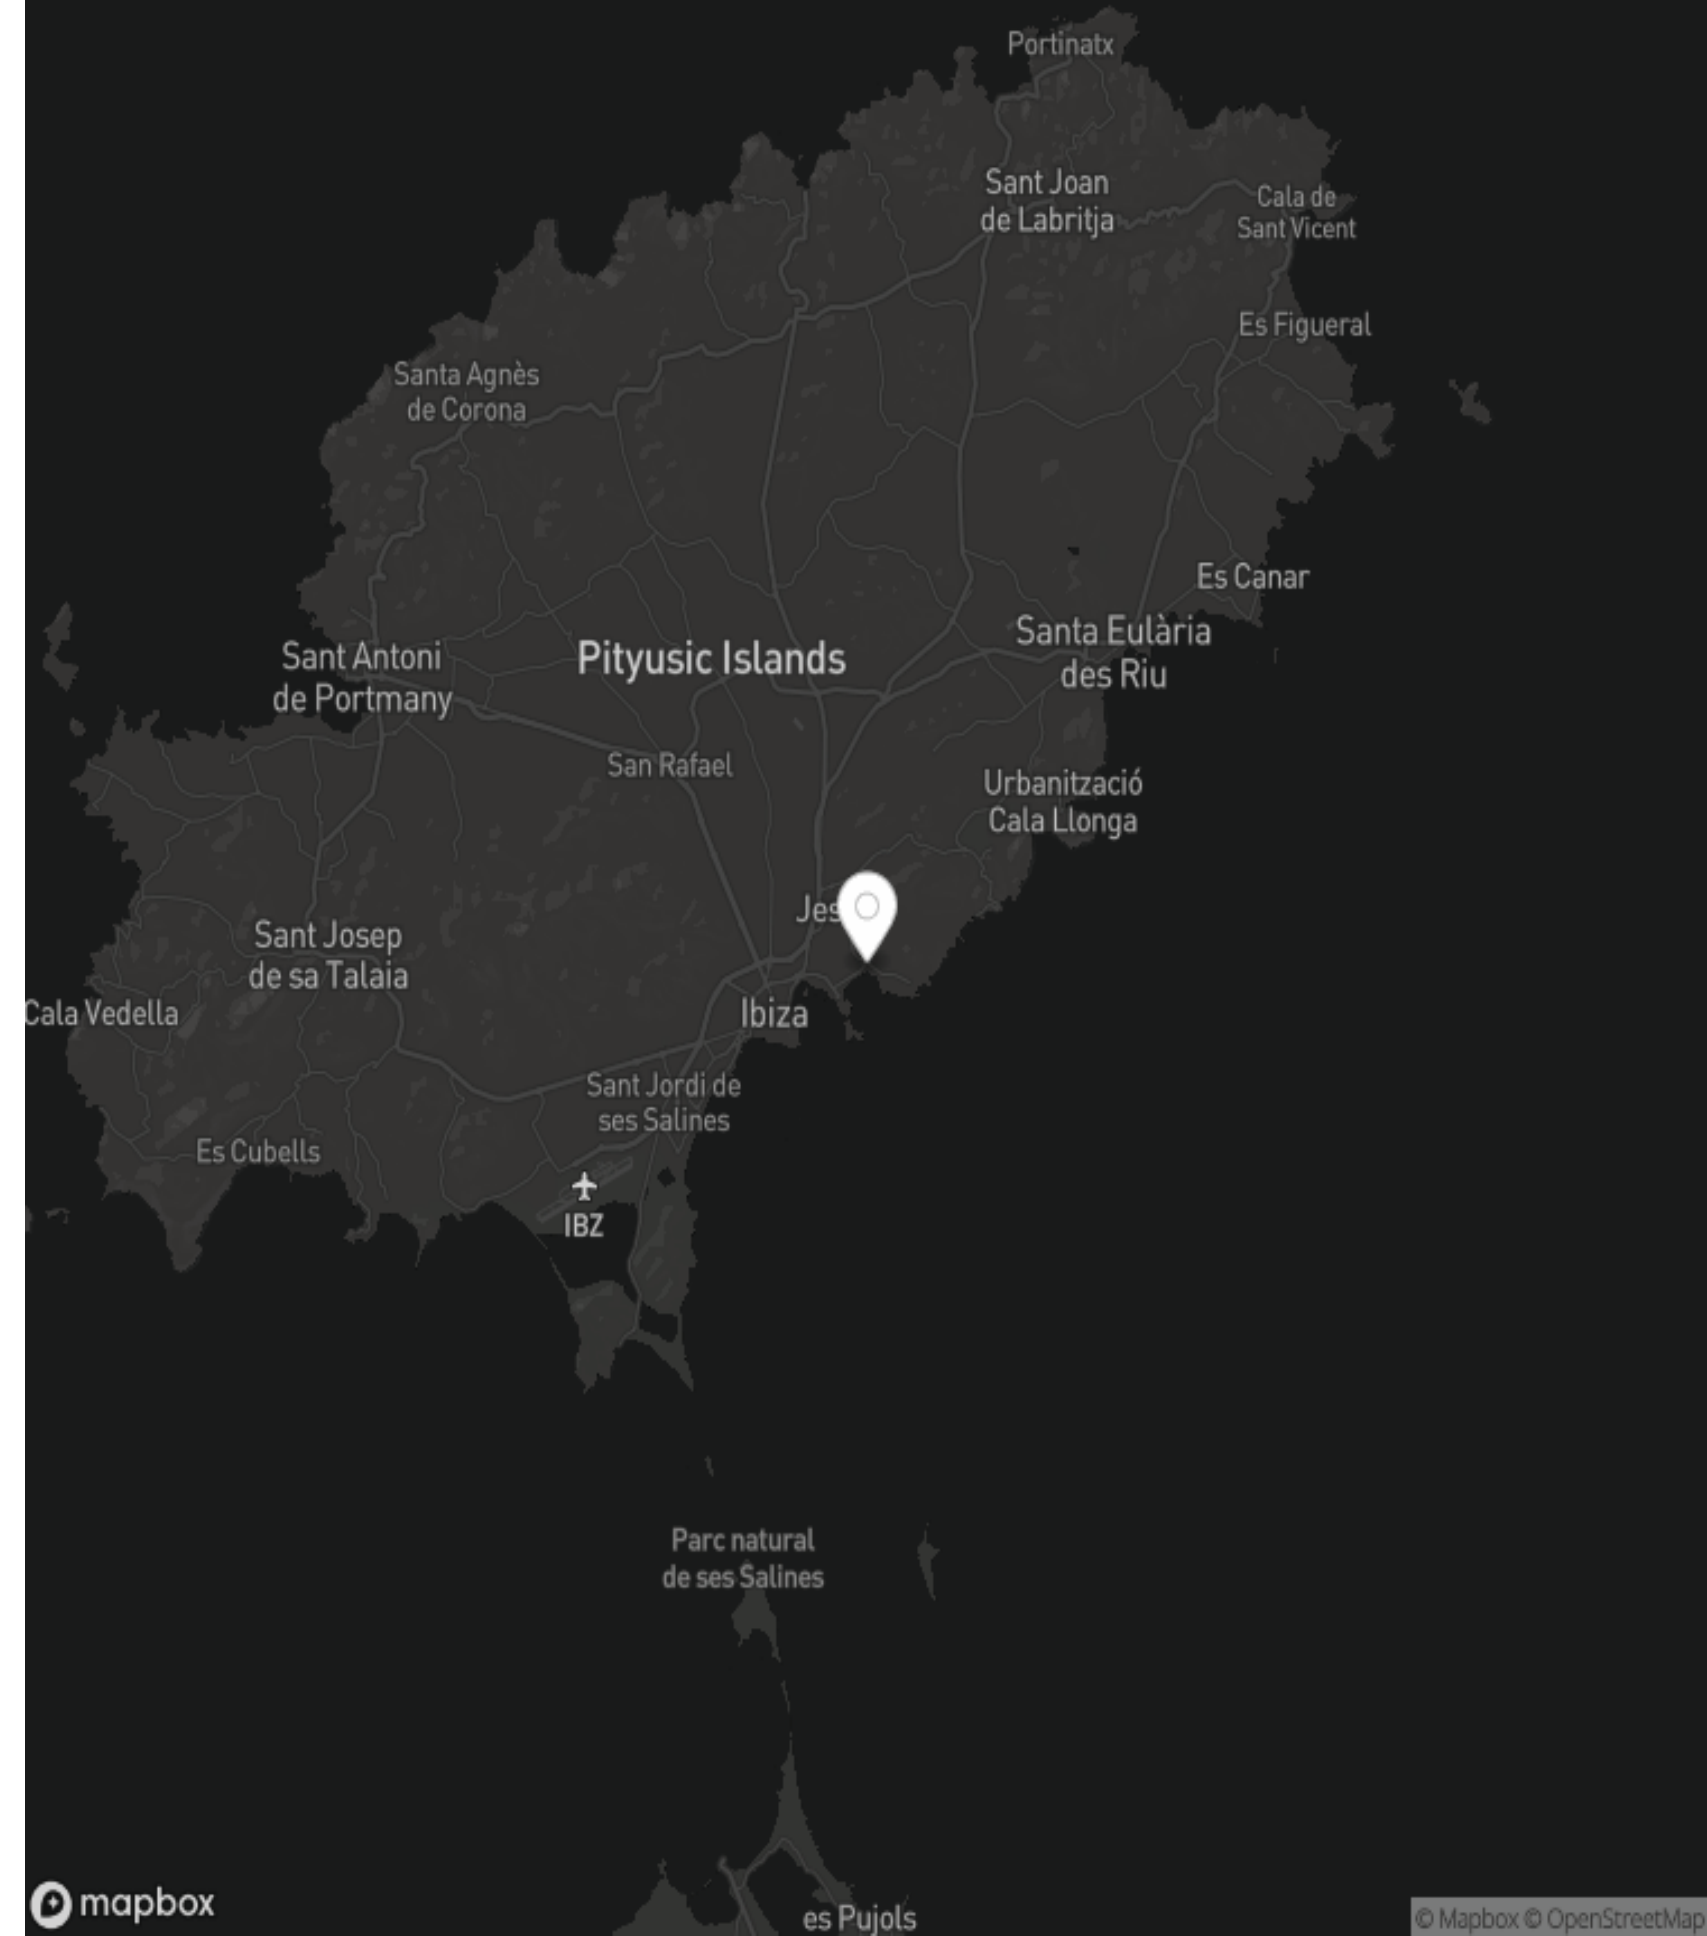 Portinatx
Sant Joan
de Labritja
Cala de
Sant Vicent
Es Figueral
Santa Agnès
de Corona
Es Canar
Santa Eulària
des Riu
Sant Antoni
de Portmany
Pityusic Islands
San Rafael
Urbanització
Cala Llonga
Jes
Sant Josep
de sa Talaia
Cala Vedella
Ibiza
Sant Jordi de
ses Salines
Es Cubells
IBZ
Parc natural
de ses Salines
es Pujols
mapbox
© Mapbox © OpenStreetMap